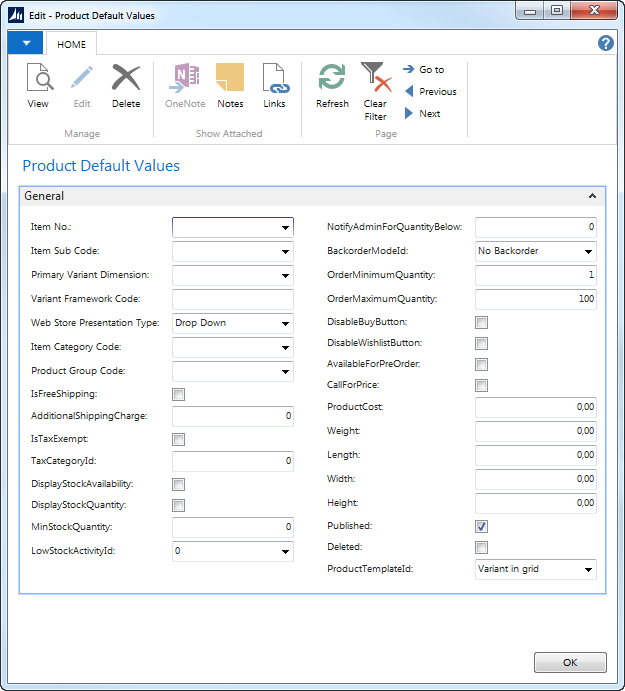 Edit - Product Default Values
HOME
View
Edit
Delete
Manage
OneNote
Notes
Links
Show Attached
Refresh
Clear
Filter
Go to
Previous
Next
Page
Product Default Values
General
Item No.:
Item Sub Code:
Primary Variant Dimension:
Variant Framework Code:
Web Store Presentation Type: Drop Down
Item Category Code:
Product Group Code:
IsFreeShipping:
AdditionalShippingCharge: 0
IsTaxExempt:
TaxCategoryId: 0
DisplayStockAvailability:
DisplayStockQuantity:
MinStockQuantity: 0
LowStockActivityId: 0
NotifyAdminForQuantityBelow: 0
BackorderModeId: No Backorder
OrderMinimumQuantity: 1
OrderMaximumQuantity: 100
DisableBuyButton:
DisableWishlistButton:
AvailableForPreOrder:
CallForPrice:
ProductCost: 0,00
Weight: 0,00
Length: 0,00
Width: 0,00
Height: 0,00
Published:
Deleted:
ProductTemplateId: Variant in grid
OK